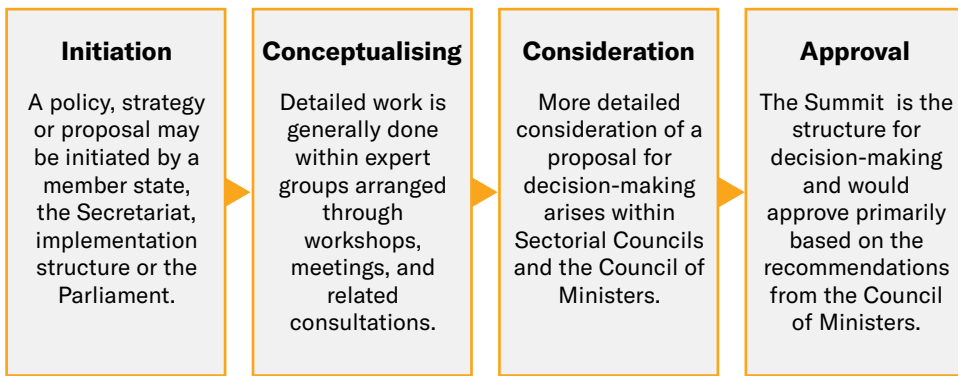 Initiation
A policy, strategy
or proposal may
be initiated by a
member state,
the Secretariat,
implementation
structure or the
Parliament.
Conceptualising
Detailed work is
generally done
within expert
groups arranged
through
workshops,
meetings, and
related
consultations.
Consideration
More detailed
consideration of a
proposal for
decision-making
arises within
Sectorial Councils
and the Council of
Ministers.
Approval
The Summit is the
structure for
decision-making
and would
approve primarily
based on the
recommendations
from the Council
of Ministers.